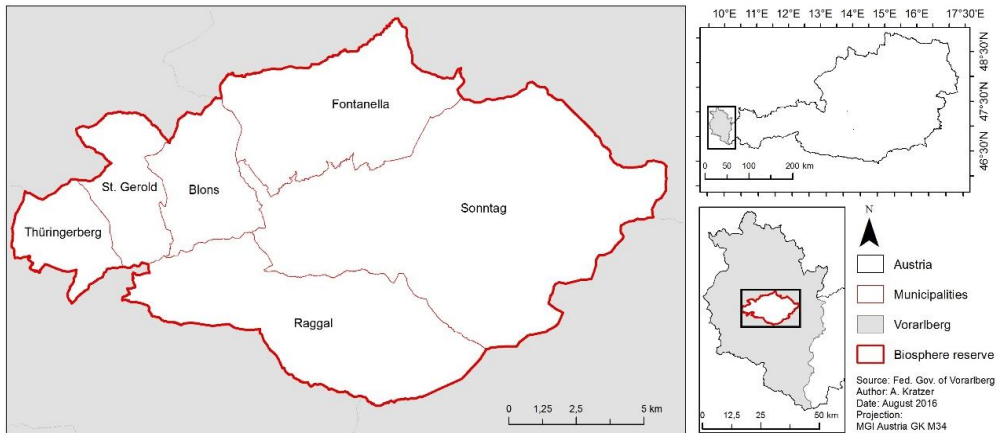 Fontanella
St. Gerold
Blons
Sonntag
Thüringerberg
Raggal
0 1,25 2,5 5 km
10°E 11°E 12°E 13°E 14°E 15°E 16°E 17°30'E
48°30'N
47°30'N
46°30'N
0 50 100 200 km
N
Austria
Municipalities
Vorarlberg
Biosphere reserve
Source: Fed. Gov. of Vorarlberg
Author: A. Kratzer
Date: August 2016
Projection:
MGI Austria GK M34
0 12,5 25 50 km